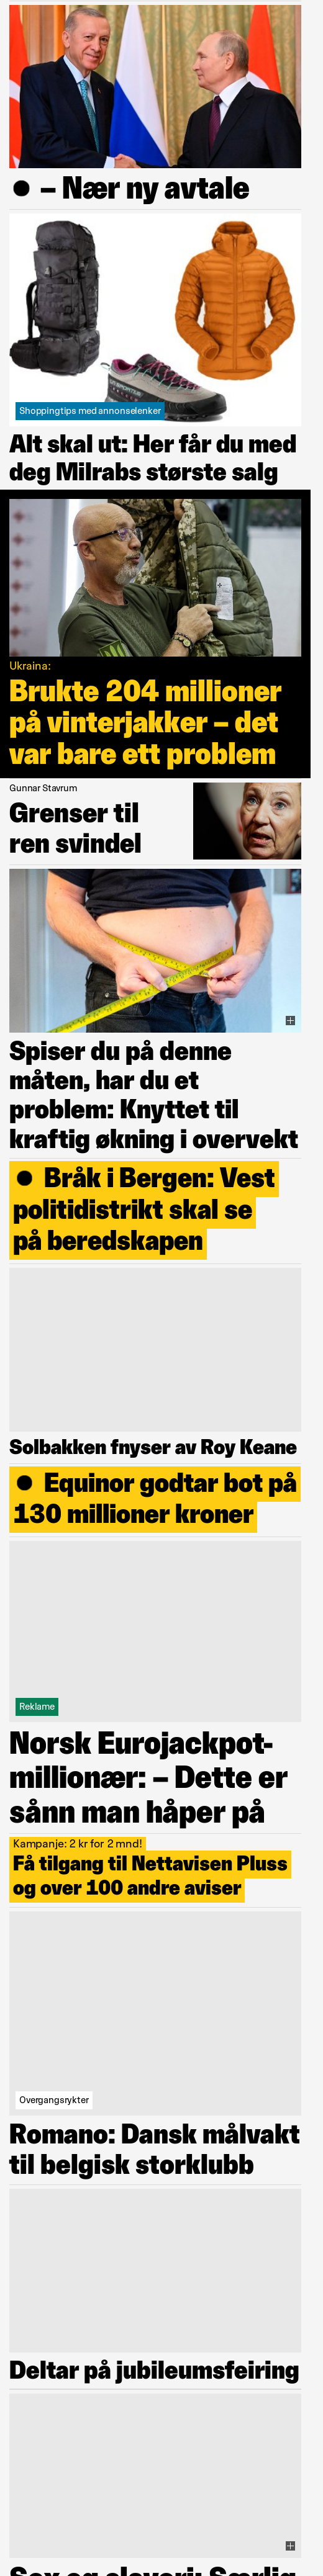 ● – Nær ny avtale
Shoppingtips med annonselenker
Alt skal ut: Her får du med
deg Milrabs største salg
Ukraina:
Brukte 204 millioner
på vinterjakker – det
var bare ett problem
Gunnar Stavrum
Grenser til
ren svindel
Spiser du på denne
måten, har du et
problem: Knyttet til
kraftig økning i overvekt
● Bråk i Bergen: Vest
politidistrikt skal se
på beredskapen
Solbakken fnyser av Roy Keane
● Equinor godtar bot på
130 millioner kroner
Reklame
Norsk Eurojackpot-
millionær: – Dette er
sånn man håper på
Kampanje: 2 kr for 2 mnd!
Få tilgang til Nettavisen Pluss
og over 100 andre aviser
Overgangsrykter
Romano: Dansk målvakt
til belgisk storklubb
Deltar på jubileumsfeiring
Sex og slaveri: Særlig